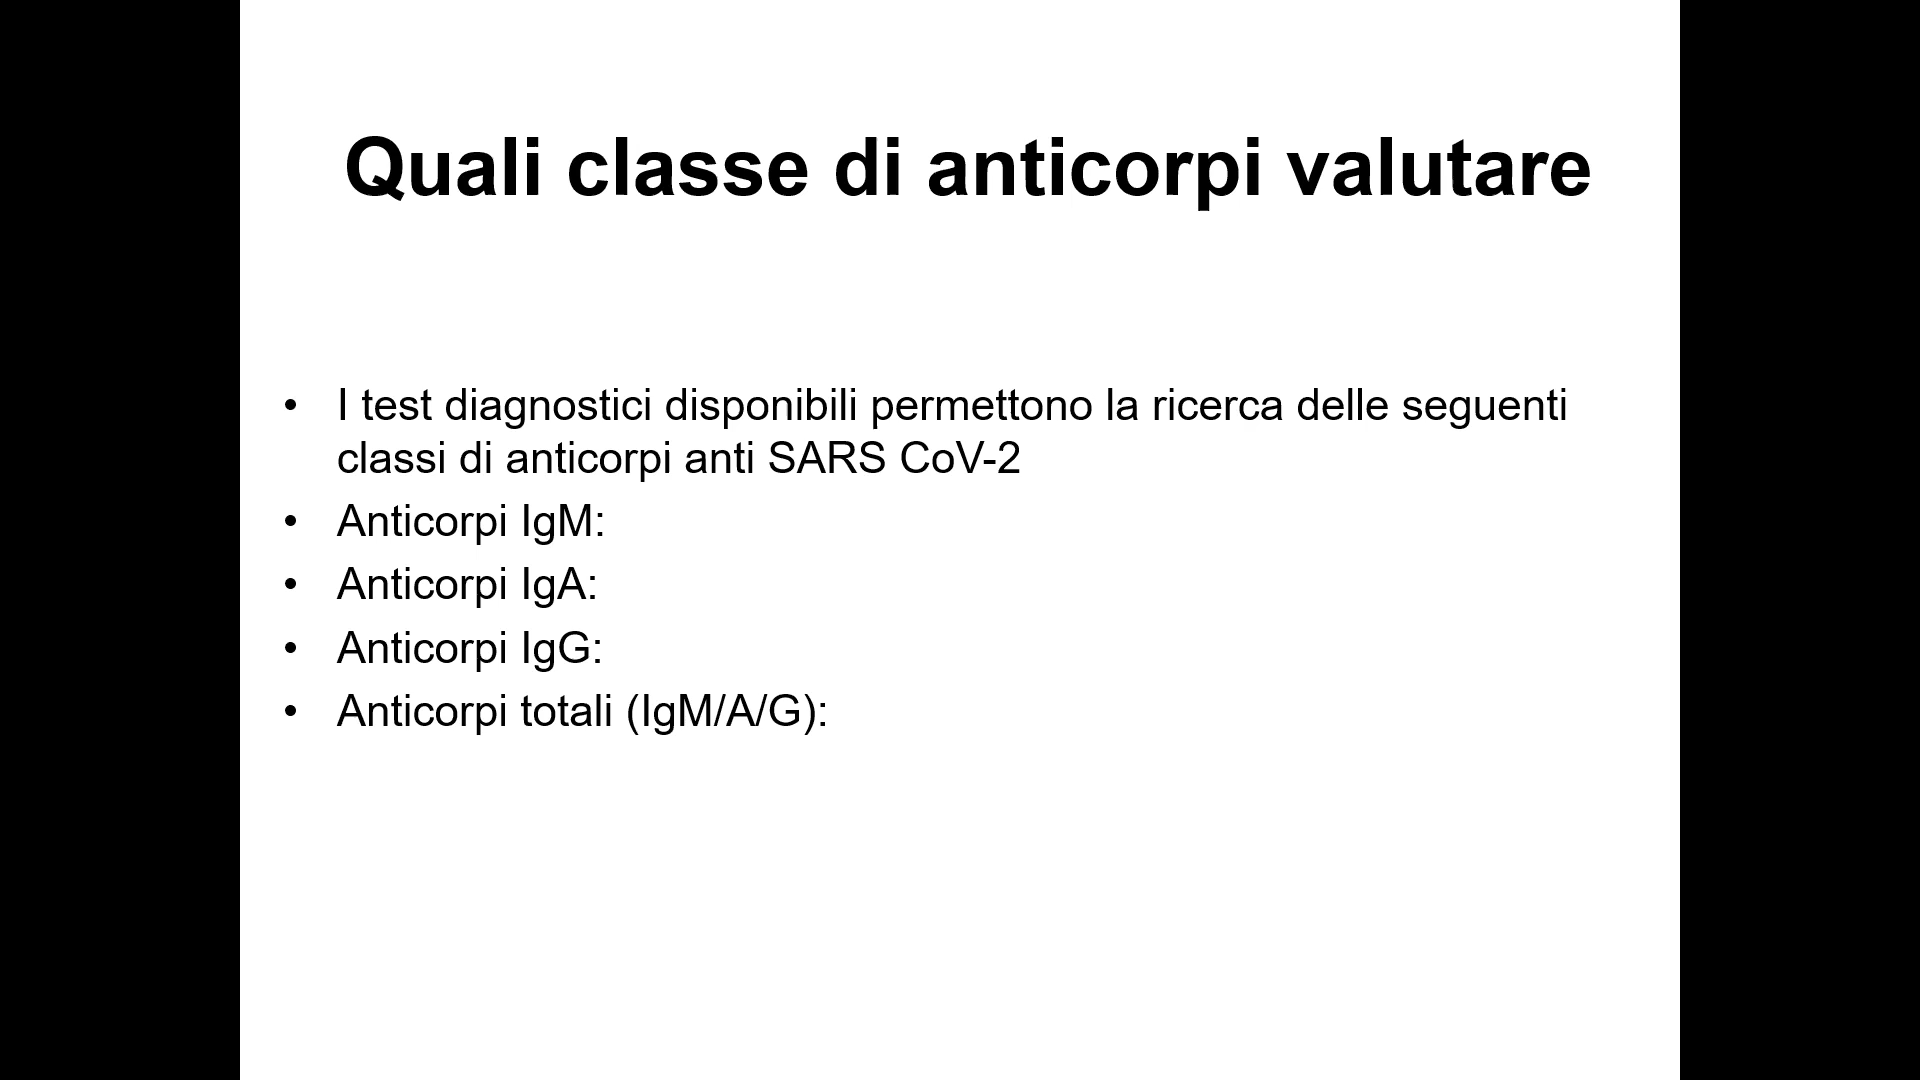 Quali classe di anticorpi valutare
• I test diagnostici disponibili permettono la ricerca delle seguenti
classi di anticorpi anti SARS CoV-2
• Anticorpi IgM:
• Anticorpi IgA:
• Anticorpi IgG:
• Anticorpi totali (IgM/A/G):